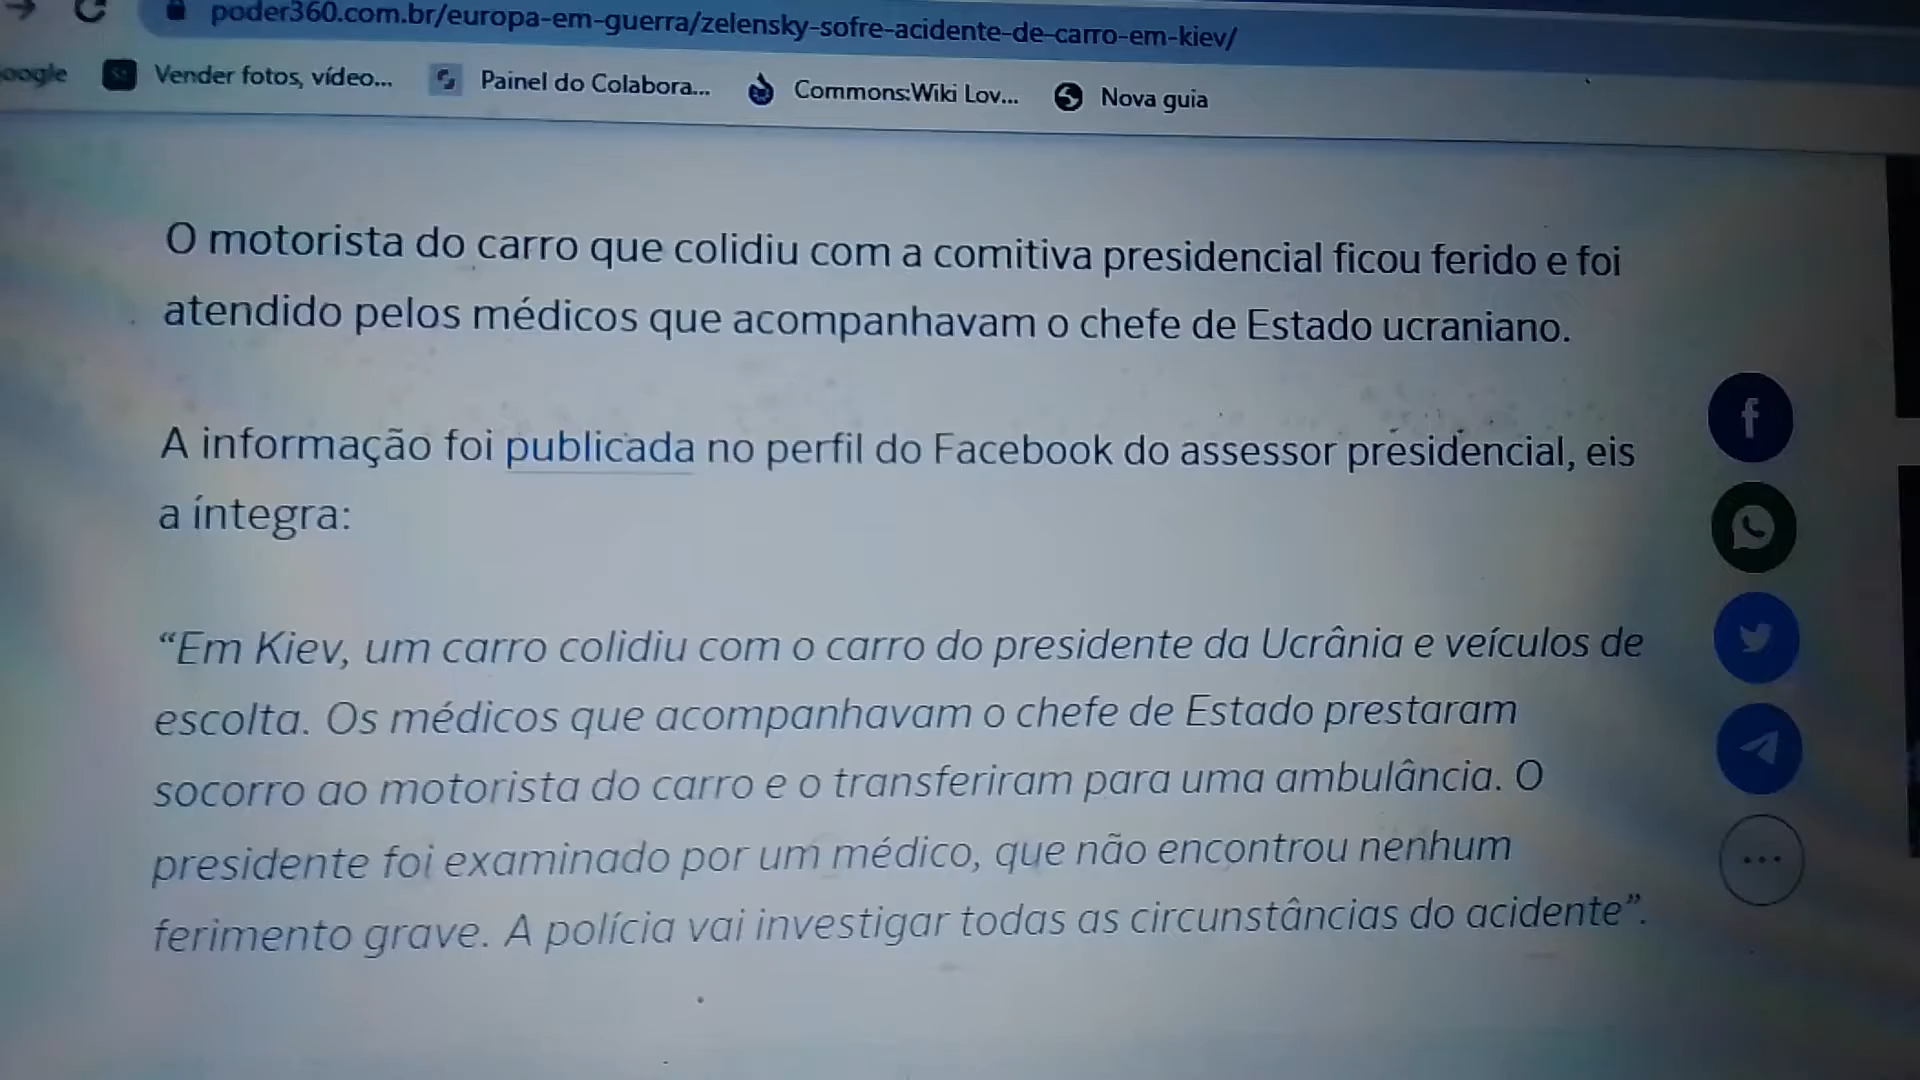 poder360.com.br/europa-em-guerra/zelensky-sofre-acidente-de-carro-em-kiev/
oogle Vender fotos, vídeo... Painel do Colabora... Commons:Wiki Lov... Nova guia
O motorista do carro que colidiu com a comitiva presidencial ficou ferido e foi
atendido pelos médicos que acompanhavam o chefe de Estado ucraniano.
A informação foi publicada no perfil do Facebook do assessor presidencial, eis
a íntegra:
“Em Kiev, um carro colidiu com o carro do presidente da Ucrânia e veículos de
escolta. Os médicos que acompanhavam o chefe de Estado prestaram
socorro ao motorista do carro e o transferiram para uma ambulância. O
presidente foi examinado por um médico, que não encontrou nenhum
ferimento grave. A polícia vai investigar todas as circunstâncias do acidente”.